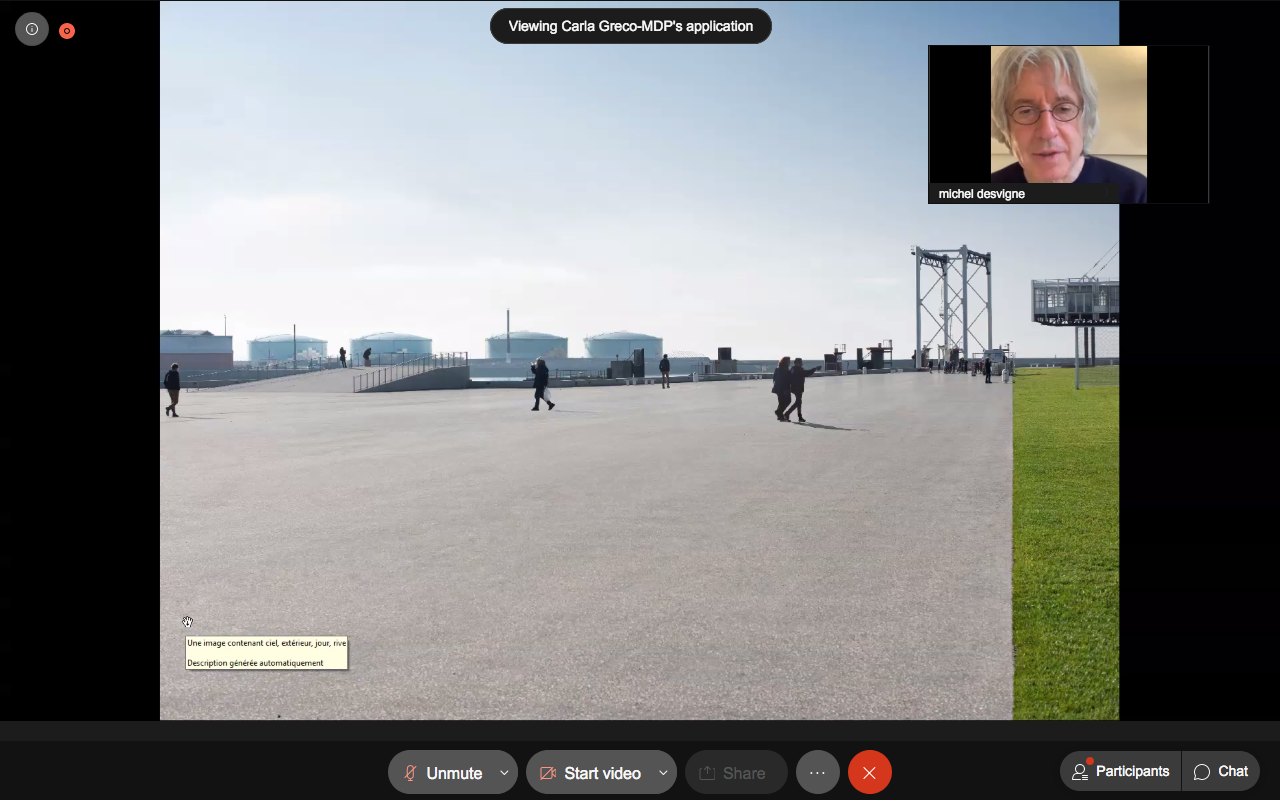 Viewing Carla Greco-MDP's application
michel desvigne
Une image contenant ciel, extérieur, jour, rive
Description générée automatiquement
Unmute
Start video
Share
Participants
Chat